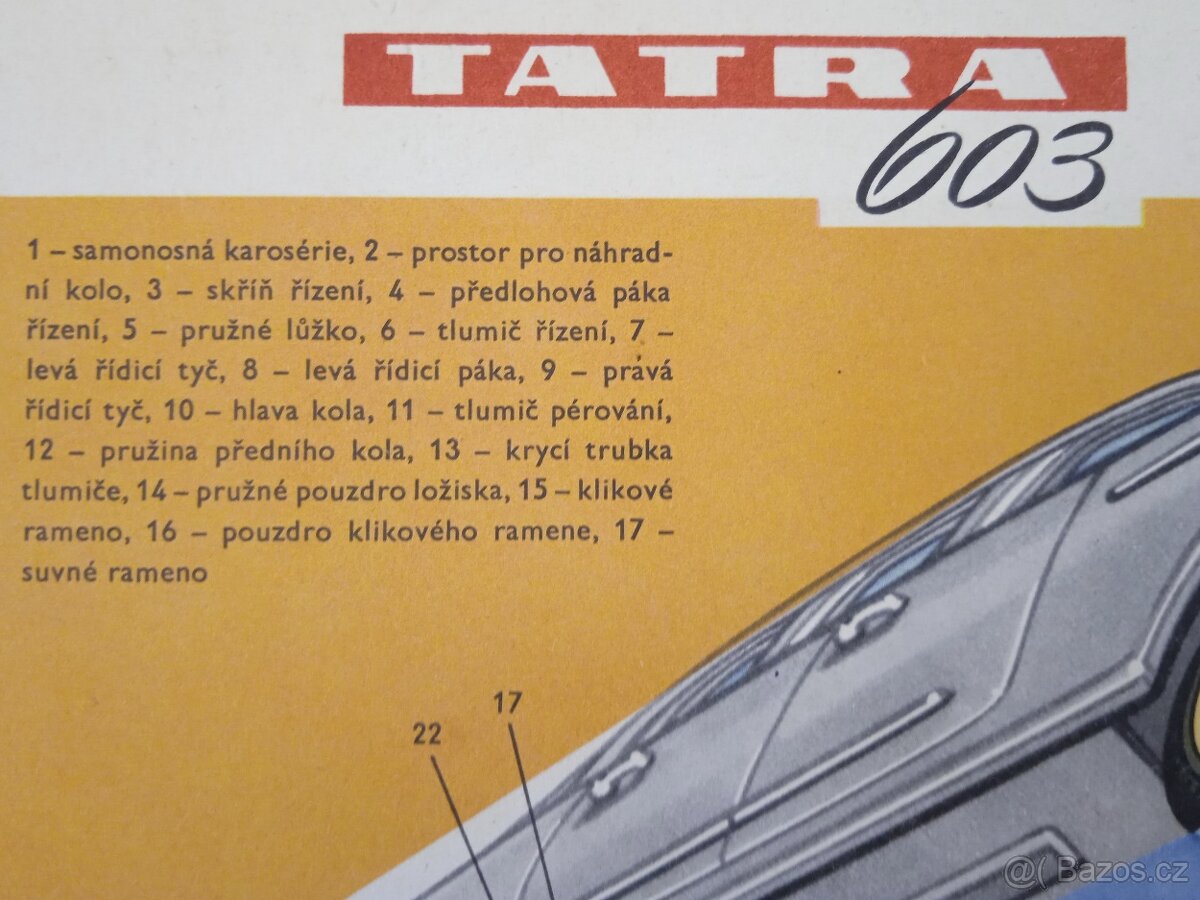 TATRA
603
1 – samonosná karosérie, 2 – prostor pro náhrad-
ní kolo, 3 – skříň řízení, 4 – předlohová páka
řízení, 5 – pružné lůžko, 6 – tlumič řízení, 7 –
levá řídicí tyč, 8 – levá řídicí páka, 9 – pravá
řídicí tyč, 10 – hlava kola, 11 – tlumič pérování,
12 – pružina předního kola, 13 – krycí trubka
tlumiče, 14 – pružné pouzdro ložiska, 15 – klikové
rameno, 16 – pouzdro klikového ramene, 17 –
suvné rameno
17
22
@( Bazos.cz